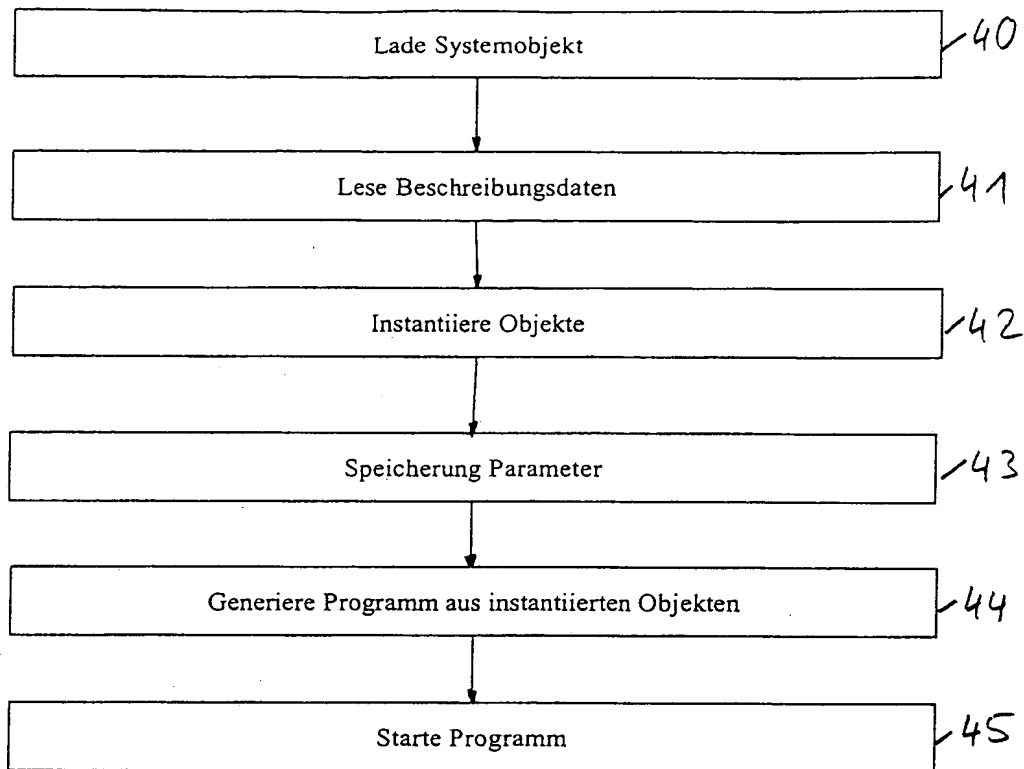 Lade Systemobjekt 40
Lese Beschreibungsdaten 41
Instantiiere Objekte 42
Speicherung Parameter 43
Generiere Programm aus instantiierten Objekten 44
Starte Programm 45